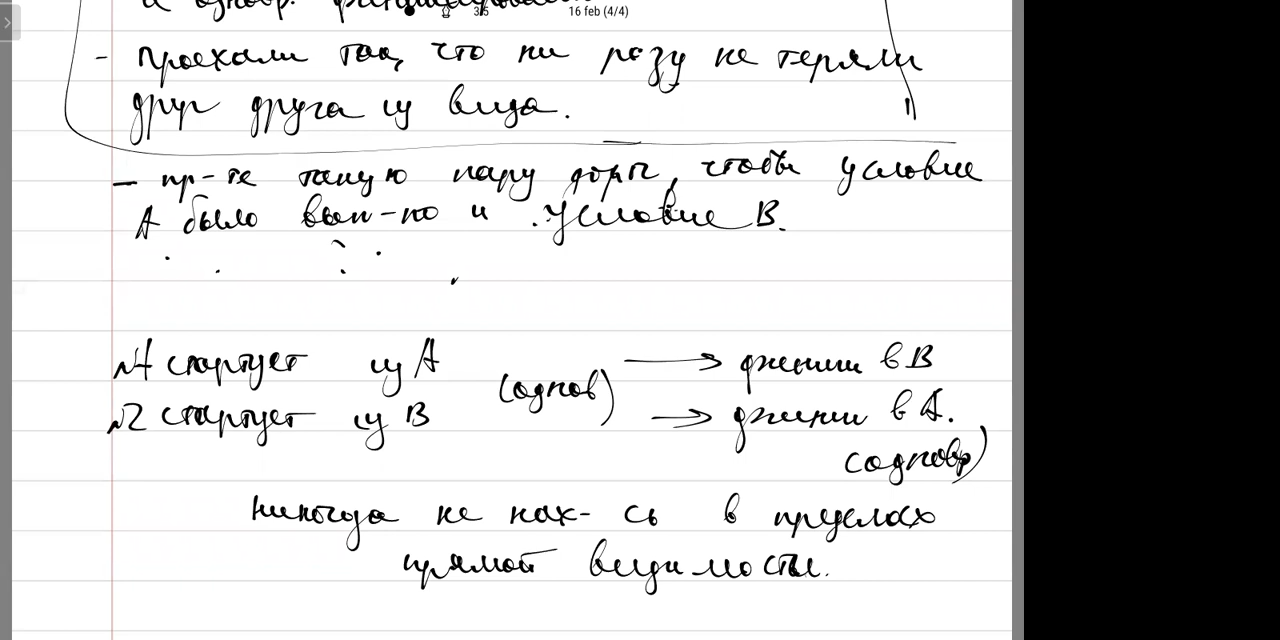 16 feb (4/4)
и одновр.
- проехали так, что ни разу не теряли
друг друга из вида.
- пр-те такую пару дорог, чтобы условие
A было вып-но и условие B.
№1 стартует из A → финиш в B
(однов)
№2 стартует из B → финиш в A.
(одновр)
никогда не нах-сь в пределах
прямой видимости.